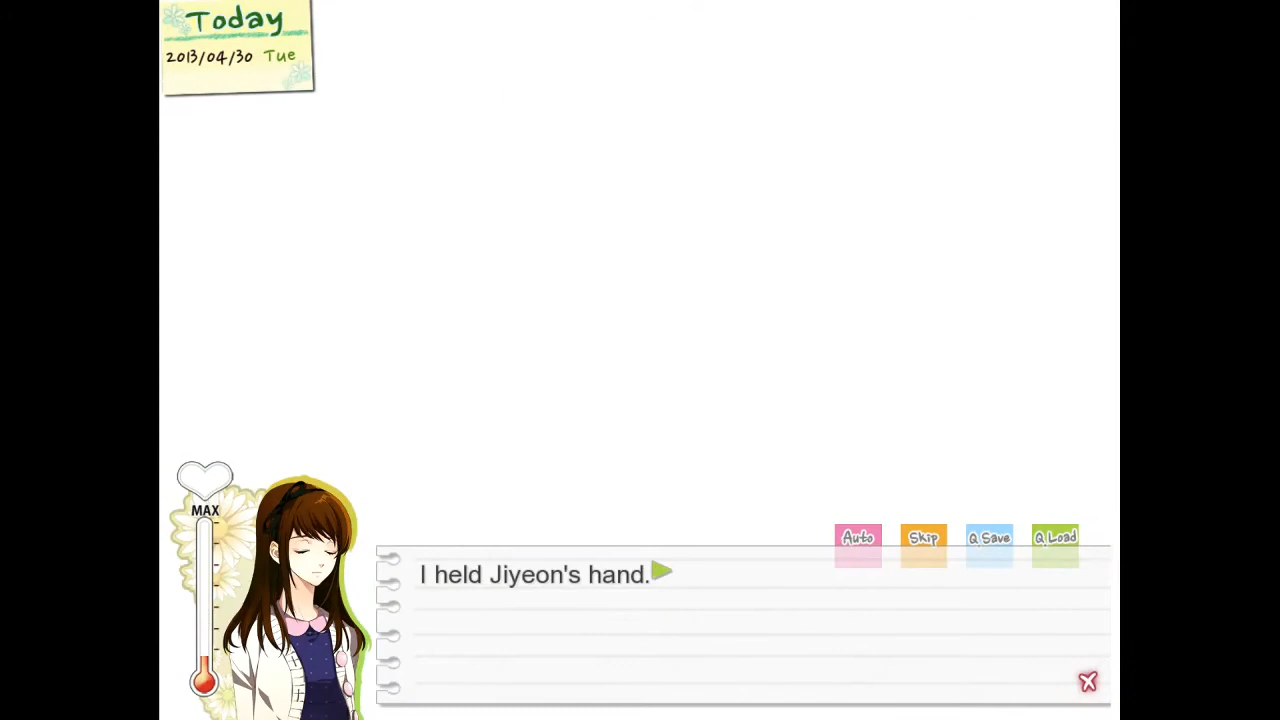 Today
2013/04/30 Tue
MAX
Auto
Skip
Q.Save
Q.Load
I held Jiyeon's hand.